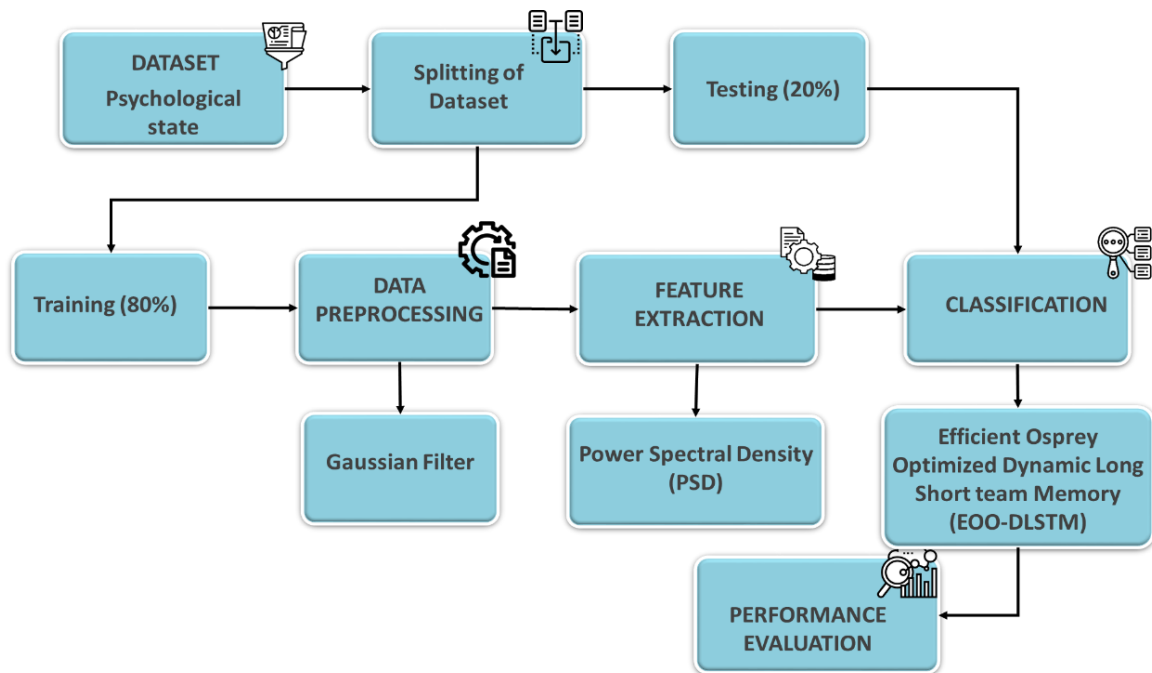 DATASET
Psychological
state
Splitting of
Dataset
Testing (20%)
Training (80%)
DATA
PREPROCESSING
FEATURE
EXTRACTION
CLASSIFICATION
Gaussian Filter
Power Spectral Density
(PSD)
Efficient Osprey
Optimized Dynamic Long
Short team Memory
(EOO-DLSTM)
PERFORMANCE
EVALUATION